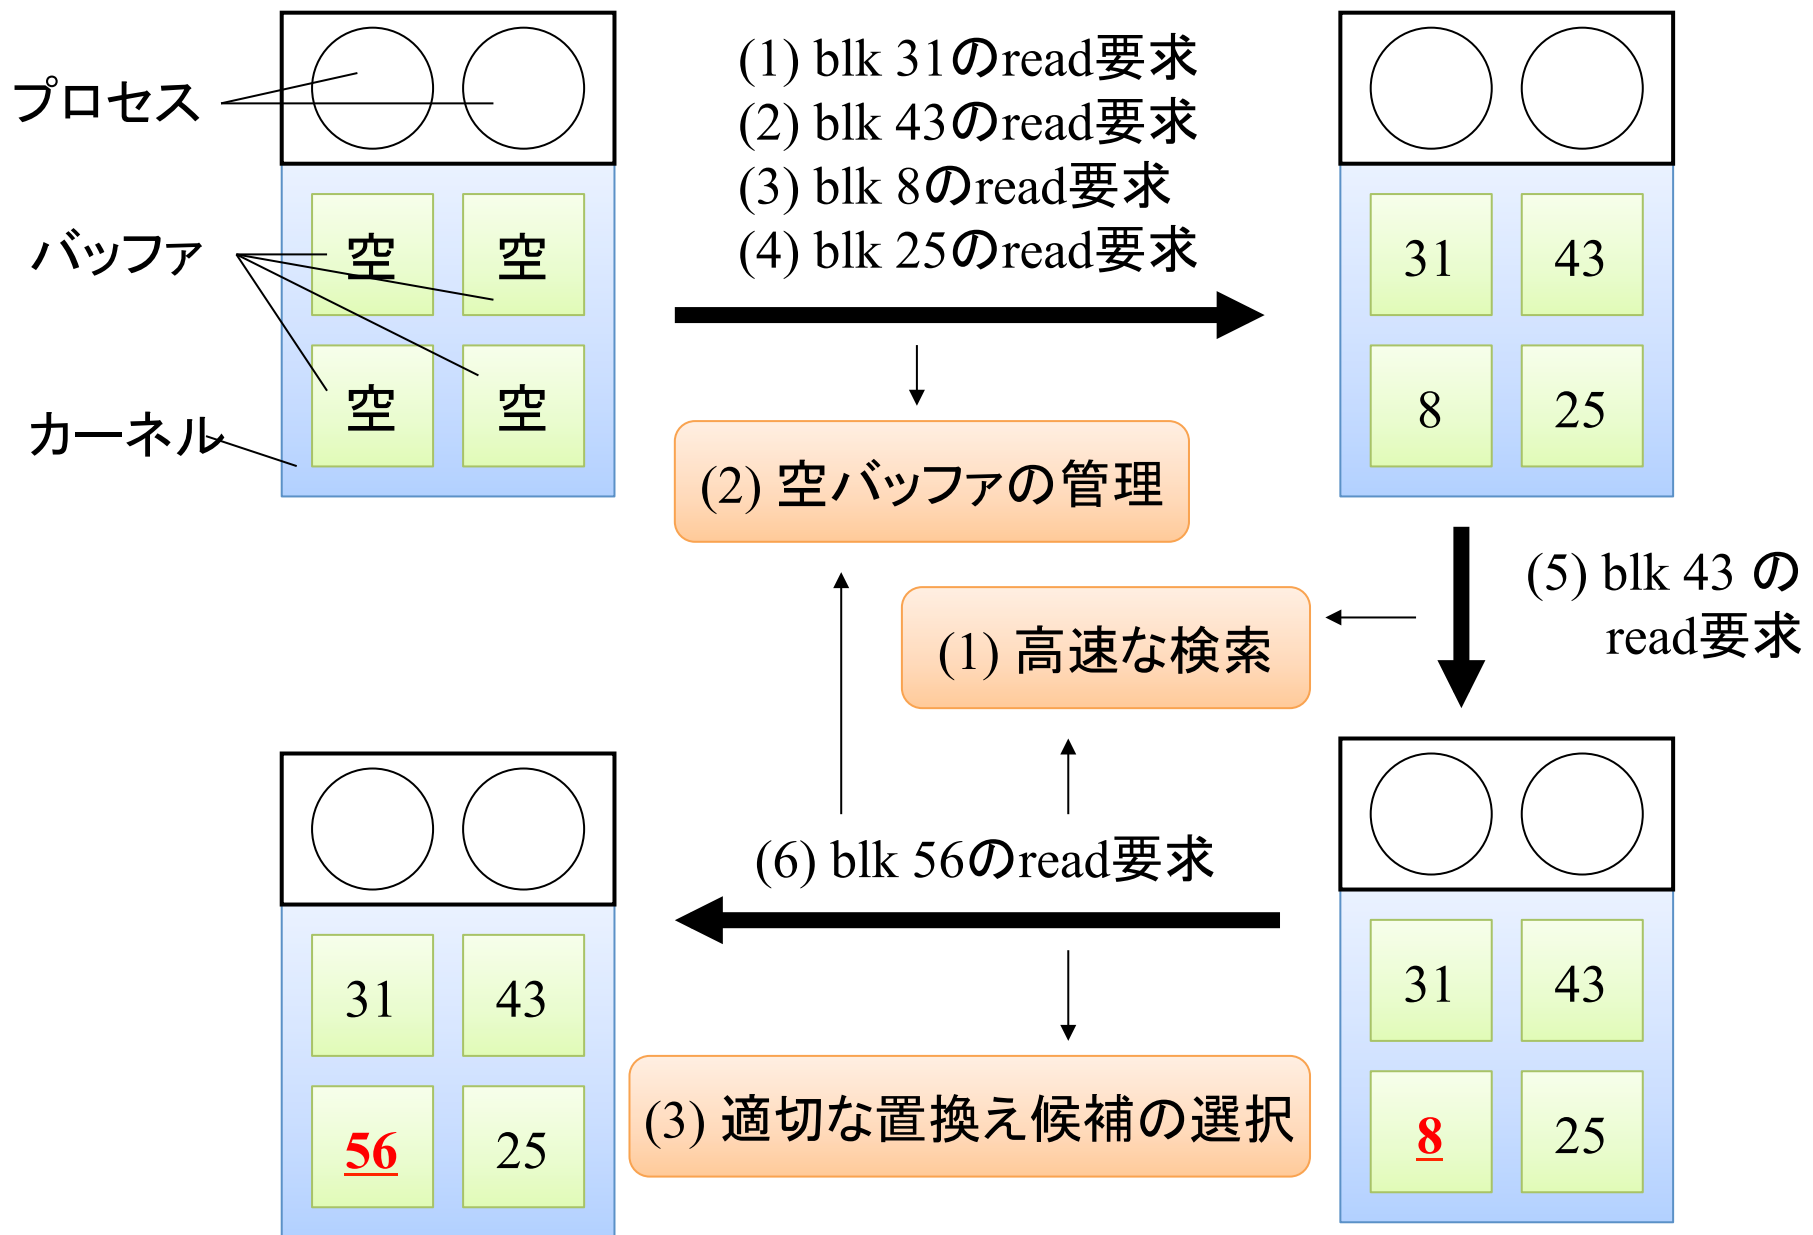 プロセス
バッファ
カーネル
空
空
空
空
(1) blk 31のread要求
(2) blk 43のread要求
(3) blk 8のread要求
(4) blk 25のread要求
31
43
8
25
(2) 空バッファの管理
(1) 高速な検索
(5) blk 43 の
read要求
(6) blk 56のread要求
31
43
56
25
(3) 適切な置換え候補の選択
31
43
8
25